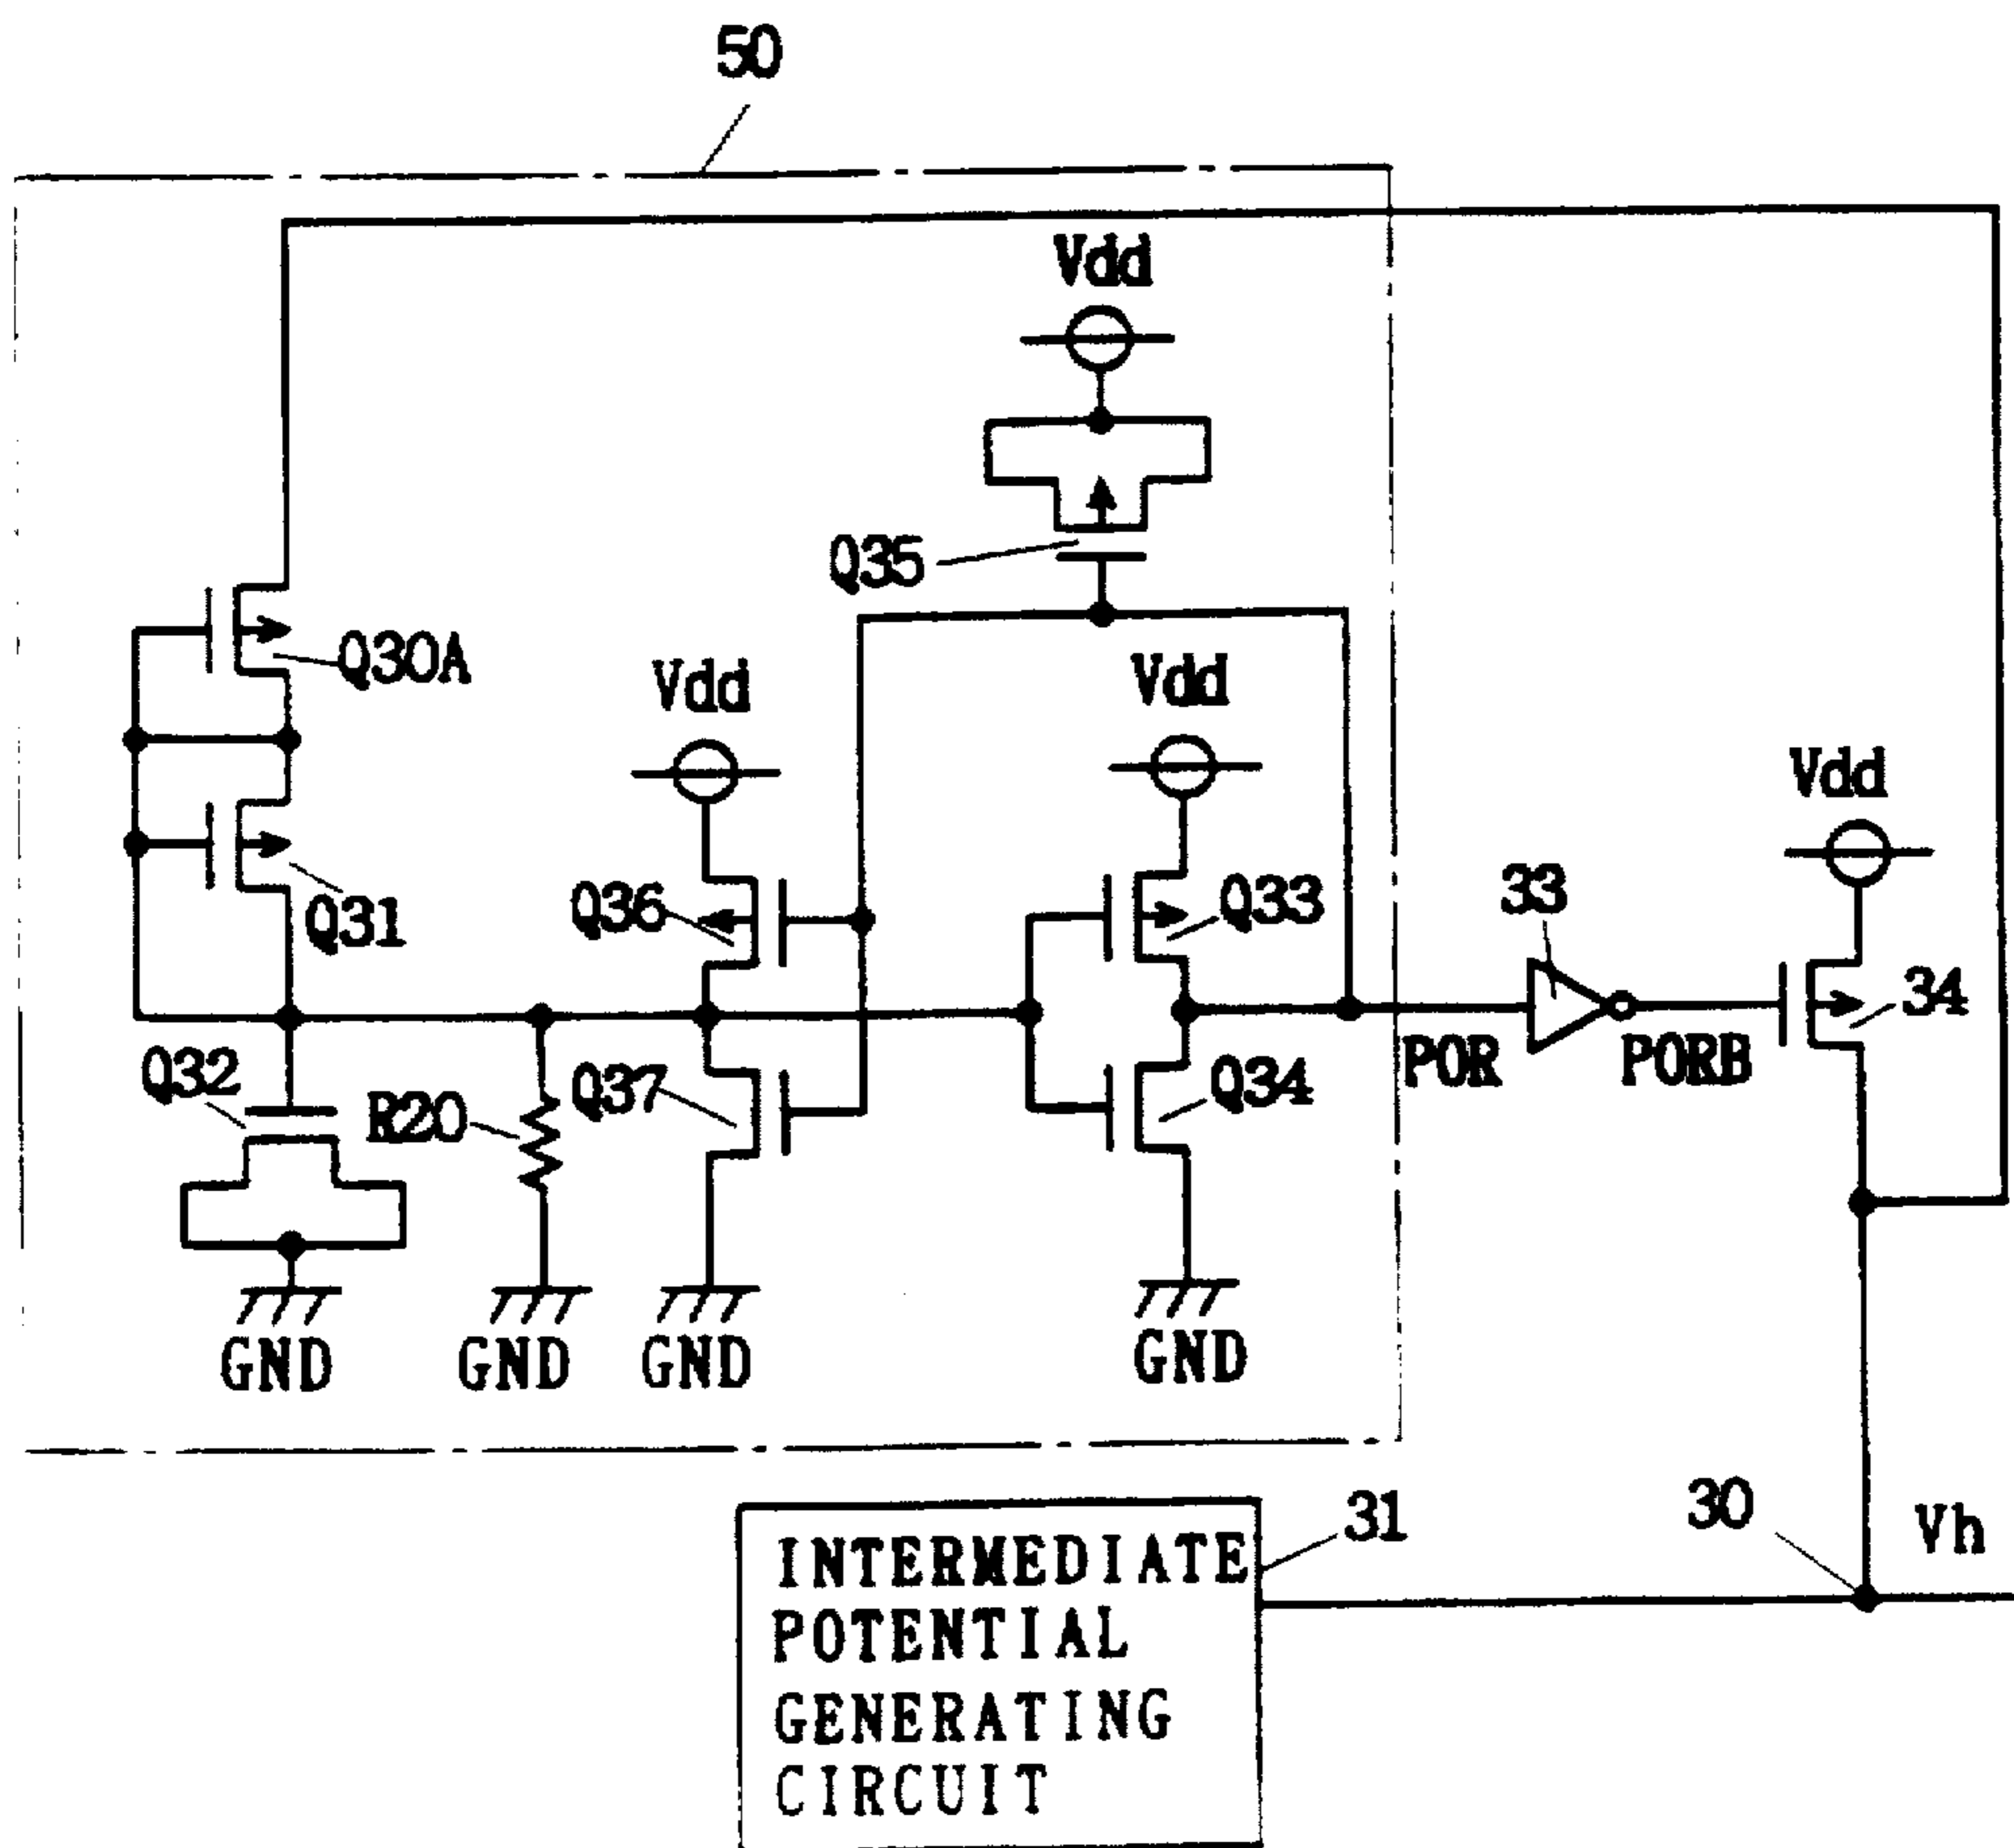 50
Vdd
Q35
Q30A
Vdd
Vdd
Vdd
Q31
Q36
Q33
33
34
Q32
R20
Q37
Q34
POR
PORB
GND
GND
GND
GND
31
30
Vh
INTERMEDIATE
POTENTIAL
GENERATING
CIRCUIT